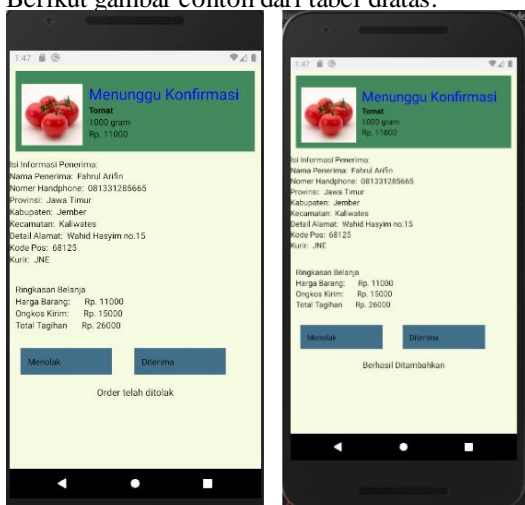 Berikut gambar contoh dari tabel diatas:
1:47
Menunggu Konfirmasi
Tomat
1000 gram
Rp. 11000
Isi Informasi Penerima:
Nama Penerima: Fahrul Arifin
Nomer Handphone: 081331285665
Provinsi: Jawa Timur
Kabupaten: Jember
Kecamatan: Kaliwates
Detail Alamat: Wahid Hasyim no.15
Kode Pos: 68125
Kurir: JNE
Ringkasan Belanja
Harga Barang: Rp. 11000
Ongkos Kirim: Rp. 15000
Total Tagihan Rp. 26000
Menolak Diterima
Order telah ditolak
1:47
Menunggu Konfirmasi
Tomat
1000 gram
Rp. 11000
Isi Informasi Penerima:
Nama Penerima: Fahrul Arifin
Nomer Handphone: 081331285665
Provinsi: Jawa Timur
Kabupaten: Jember
Kecamatan: Kaliwates
Detail Alamat: Wahid Hasyim no.15
Kode Pos: 68125
Kurir: JNE
Ringkasan Belanja
Harga Barang: Rp. 11000
Ongkos Kirim: Rp. 15000
Total Tagihan Rp. 26000
Menolak Diterima
Berhasil Ditambahkan